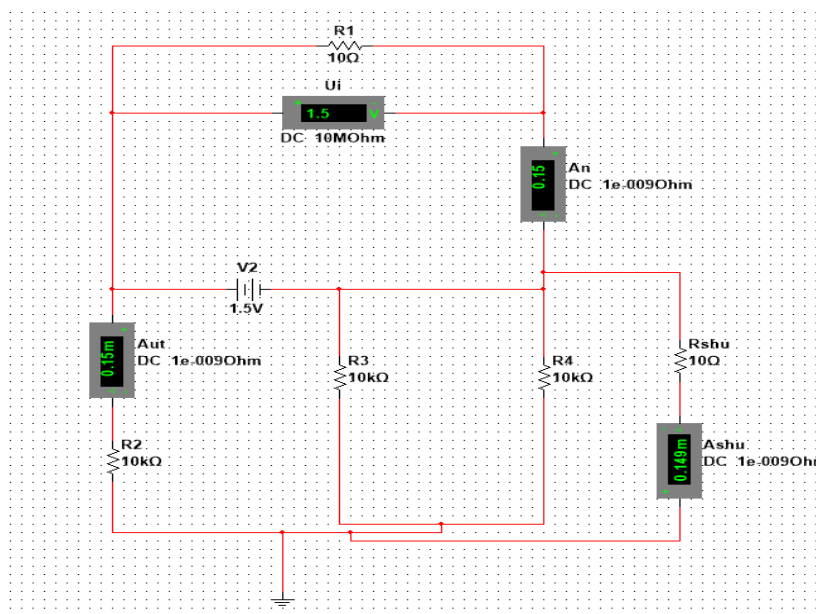 R1
10Ω
Ui
1.5 V
DC 10MOhm
0.15
An
DC 1e-009Ohm
V2
1.5V
0.15m
Aut
DC 1e-009Ohm
R3
10kΩ
R4
10kΩ
Rshu
10Ω
R2
10kΩ
0.149m
Ashu
DC 1e-009Ohm